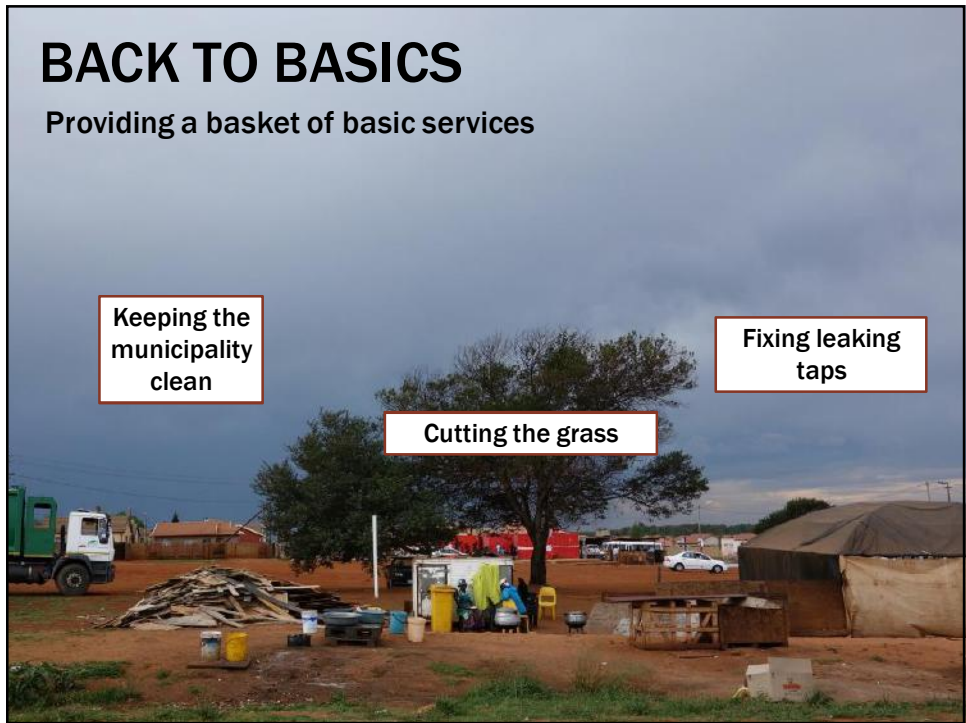 BACK TO BASICS
Providing a basket of basic services
Keeping the
municipality
clean
Fixing leaking
taps
Cutting the grass